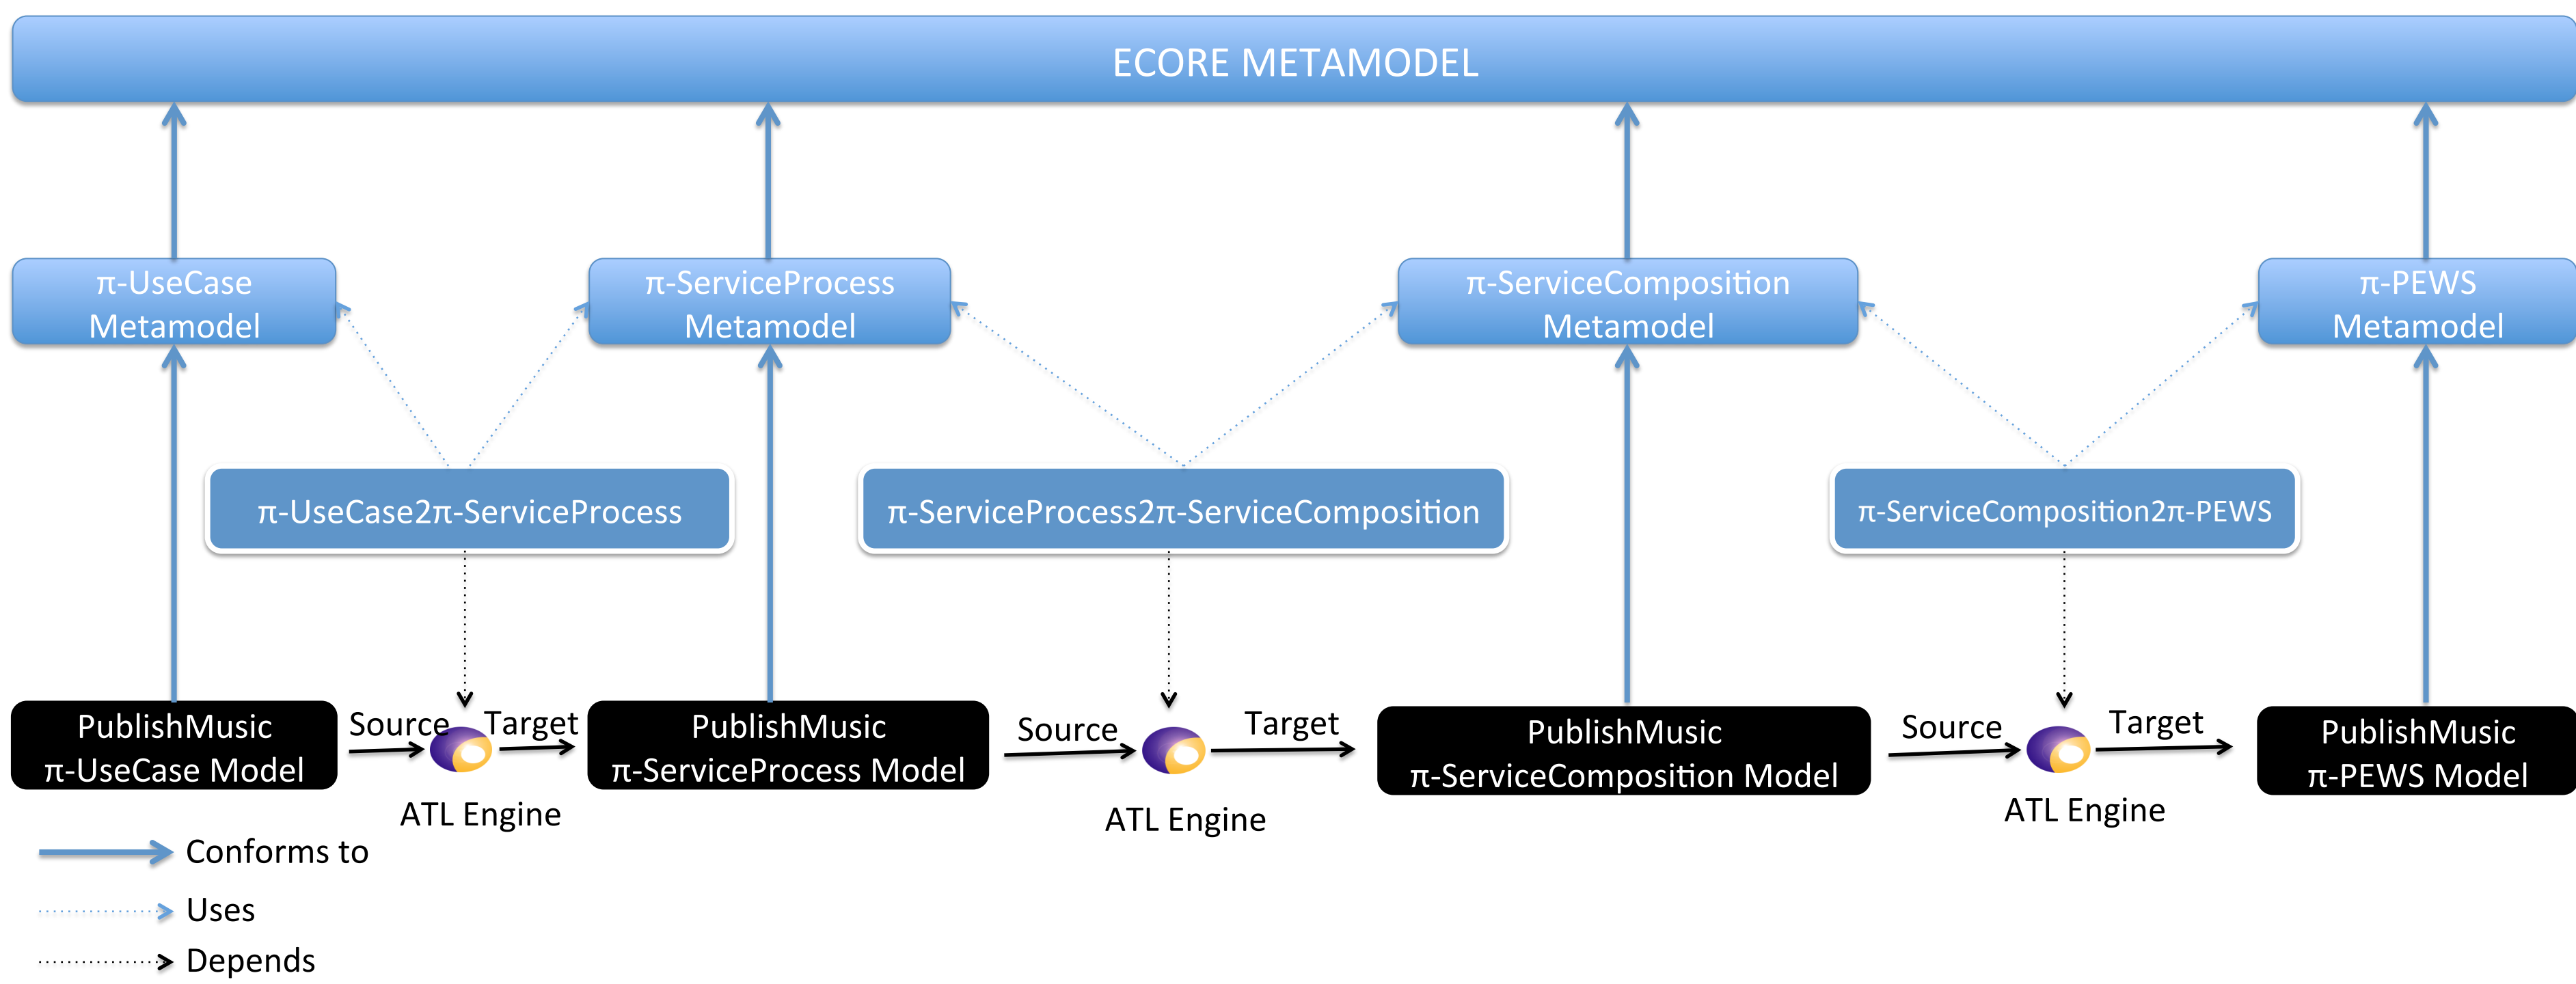 ECORE METAMODEL
π-UseCase
Metamodel
π-ServiceProcess
Metamodel
π-ServiceComposition
Metamodel
π-PEWS
Metamodel
π-UseCase2π-ServiceProcess
π-ServiceProcess2π-ServiceComposition
π-ServiceComposition2π-PEWS
PublishMusic
π-UseCase Model
Source
Target
ATL Engine
PublishMusic
π-ServiceProcess Model
Source
Target
ATL Engine
PublishMusic
π-ServiceComposition Model
Source
Target
ATL Engine
PublishMusic
π-PEWS Model
Conforms to
Uses
Depends